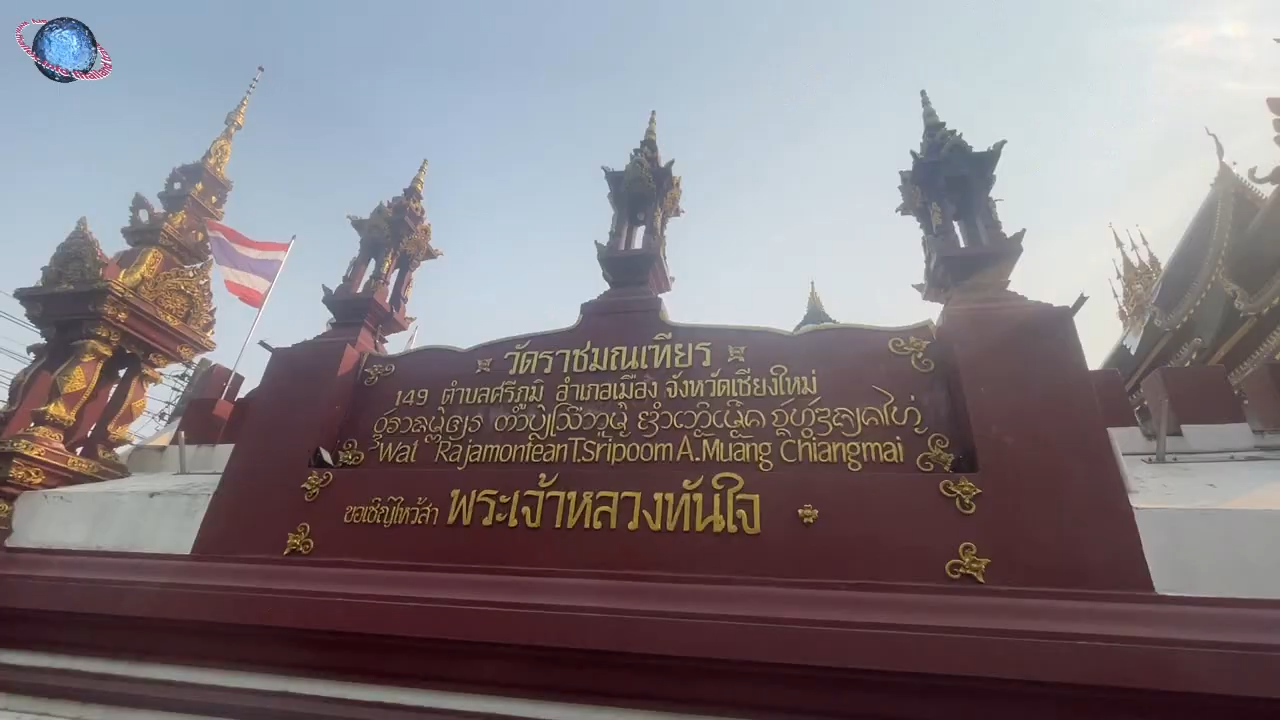 วัดราชมณเฑียร
149 ตำบลศรีภูมิ อำเภอเมือง จังหวัดเชียงใหม่
Wat Rajamontean T.Sripoom A.Muang Chiangmai
ขอเชิญไหว้สา พระเจ้าหลวงทันใจ